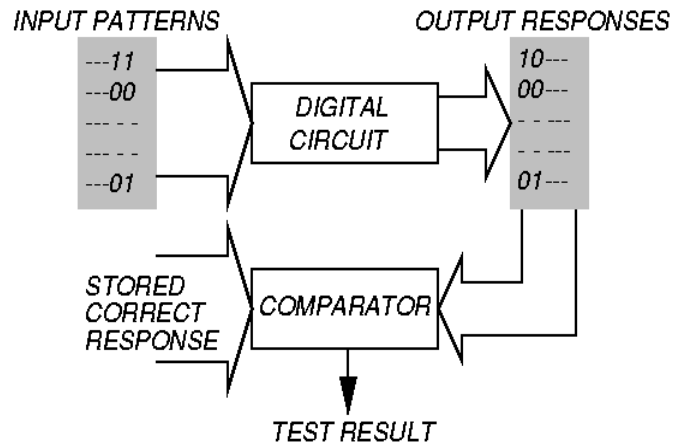 INPUT PATTERNS
OUTPUT RESPONSES
---11
---00
--- - -
--- - -
---01
DIGITAL
CIRCUIT
10---
00---
- - ---
- - ---
01---
STORED
CORRECT
RESPONSE
COMPARATOR
TEST RESULT